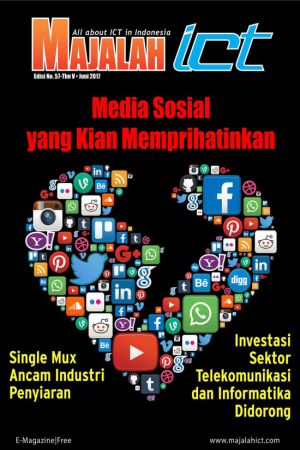 All about ICT in Indonesia
MAJALAH ict
Edisi No. 57-Thn V - Juni 2017
Media Sosial
yang Kian Memprihatinkan
Single Mux
Ancam Industri
Penyiaran
Investasi
Sektor
Telekomunikasi
dan Informatika
Didorong
E-Magazine|Free
www.majalahict.com